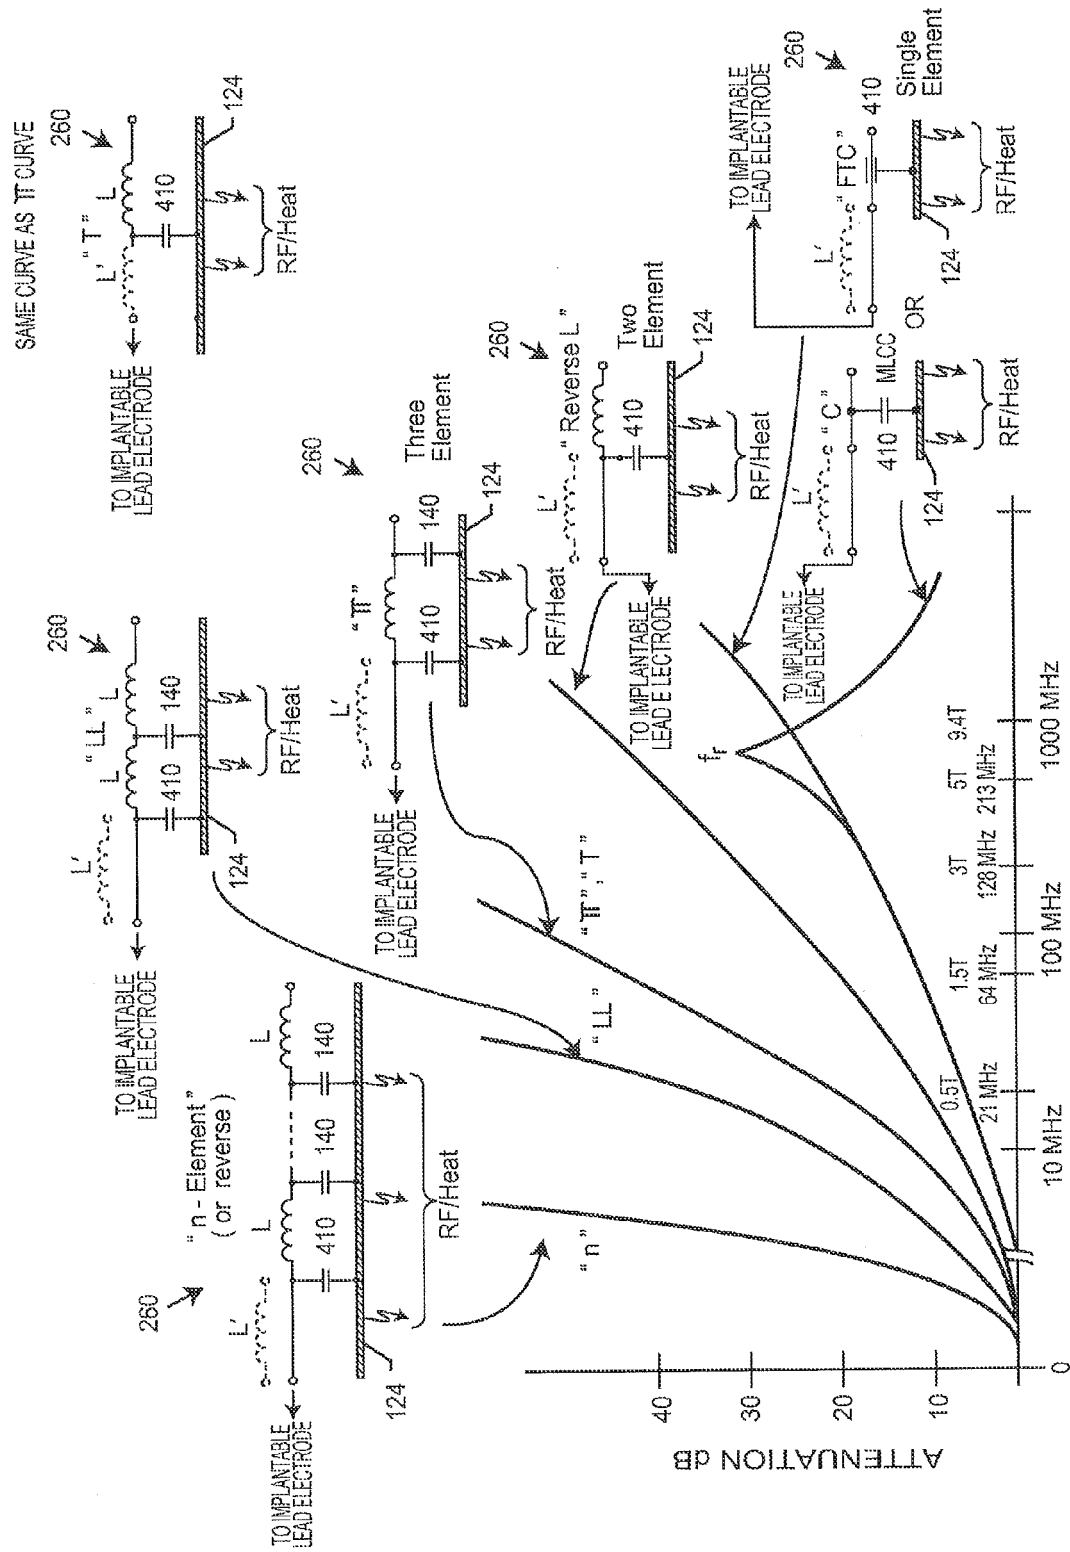 SAME CURVE AS π CURVE
260
L' "T" L
410
124
TO IMPLANTABLE
LEAD ELECTRODE
RF/Heat
260
L' L "LL" L
410
140
124
TO IMPLANTABLE
LEAD ELECTRODE
RF/Heat
"n - Element"
( or reverse )
260
L' L L
410
140
140
124
TO IMPLANTABLE
LEAD ELECTRODE
RF/Heat
260
L' "π"
Three
Element
410
140
124
TO IMPLANTABLE
LEAD ELECTRODE
RF/Heat
260
L' "Reverse L"
Two
Element
410
124
TO IMPLANTABLE
LEAD ELECTRODE
RF/Heat
TO IMPLANTABLE
LEAD ELECTRODE
260
L' "FTC"
410
Single
Element
124
RF/Heat
OR
L' "C"
410 MLCC
124
TO IMPLANTABLE
LEAD ELECTRODE
RF/Heat
"n"
"LL"
"π", "T"
fr
ATTENUATION dB
40
30
20
10
0.5T
21 MHz
1.5T
64 MHz
3T
128 MHz
5T
213 MHz
9.4T
0
10 MHz
100 MHz
1000 MHz